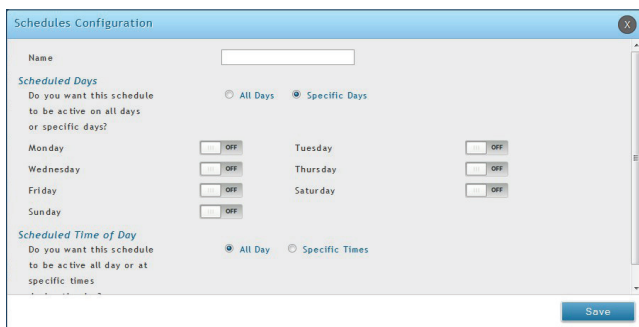 Schedules Configuration
X
Name
Scheduled Days
Do you want this schedule
to be active on all days
or specific days?
All Days Specific Days
Monday OFF Tuesday OFF
Wednesday OFF Thursday OFF
Friday OFF Saturday OFF
Sunday OFF
Scheduled Time of Day
Do you want this schedule
to be active all day or at
specific times
All Day Specific Times
Save